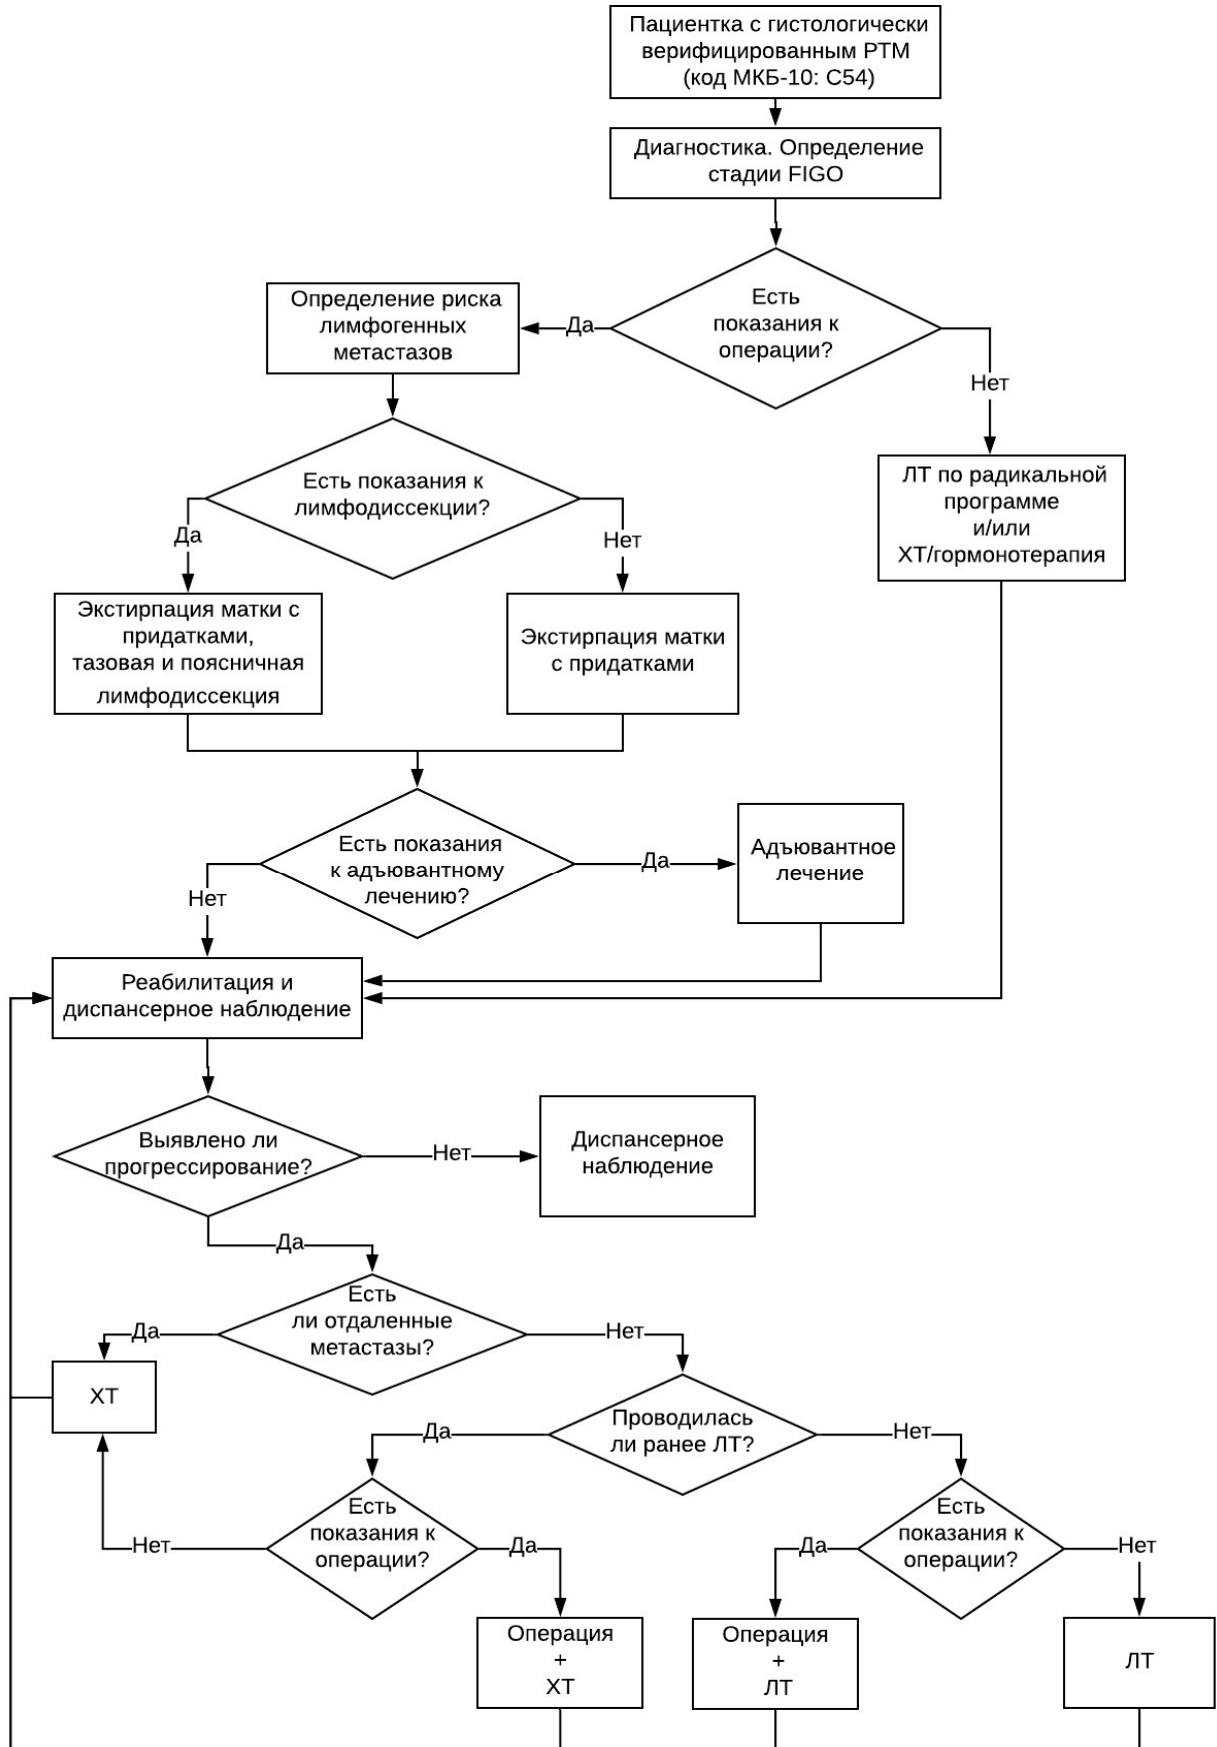 Пациентка с гистологически
верифицированным РТМ
(код МКБ-10: C54)
Диагностика. Определение
стадии FIGO
Есть
показания к
операции?
Да
Нет
Определение риска
лимфогенных
метастазов
Есть показания к
лимфодиссекции?
Да
Нет
ЛТ по радикальной
программе
и/или
ХТ/гормонотерапия
Экстирпация матки с
придатками,
тазовая и поясничная
лимфодиссекция
Экстирпация матки
с придатками
Есть показания
к адъювантному
лечению?
Да
Нет
Адъювантное
лечение
Реабилитация и
диспансерное наблюдение
Выявлено ли
прогрессирование?
Нет
Диспансерное
наблюдение
Да
Есть
ли отдаленные
метастазы?
Да
Нет
ХТ
Проводилась
ли ранее ЛТ?
Да
Нет
Есть
показания к
операции?
Нет
Да
Есть
показания к
операции?
Да
Нет
Операция
+
ХТ
Операция
+
ЛТ
ЛТ